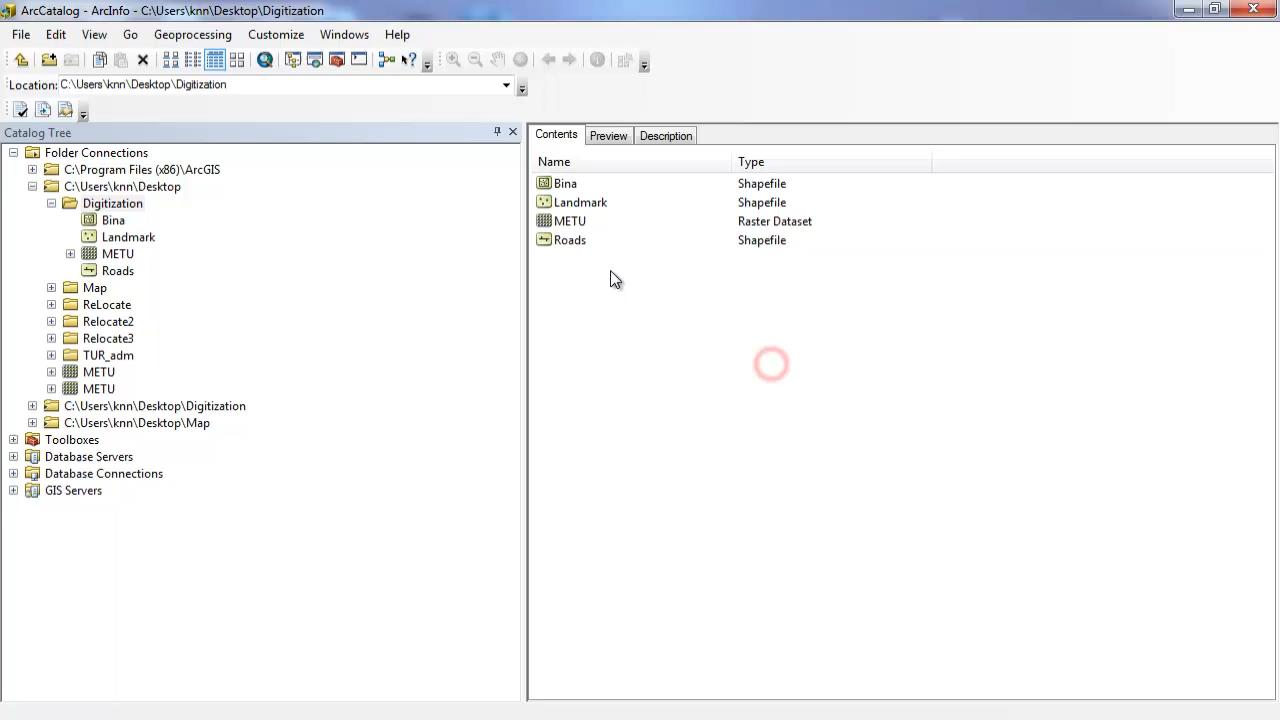 ArcCatalog - ArcInfo - C:\Users\knn\Desktop\Digitization
File Edit View Go Geoprocessing Customize Windows Help
Location: C:\Users\knn\Desktop\Digitization
Catalog Tree
Folder Connections
C:\Program Files (x86)\ArcGIS
C:\Users\knn\Desktop
Digitization
Bina
Landmark
METU
Roads
Map
ReLocate
Relocate2
Relocate3
TUR_adm
METU
METU
C:\Users\knn\Desktop\Digitization
C:\Users\knn\Desktop\Map
Toolboxes
Database Servers
Database Connections
GIS Servers
Contents Preview Description
Name Type
Bina Shapefile
Landmark Shapefile
METU Raster Dataset
Roads Shapefile